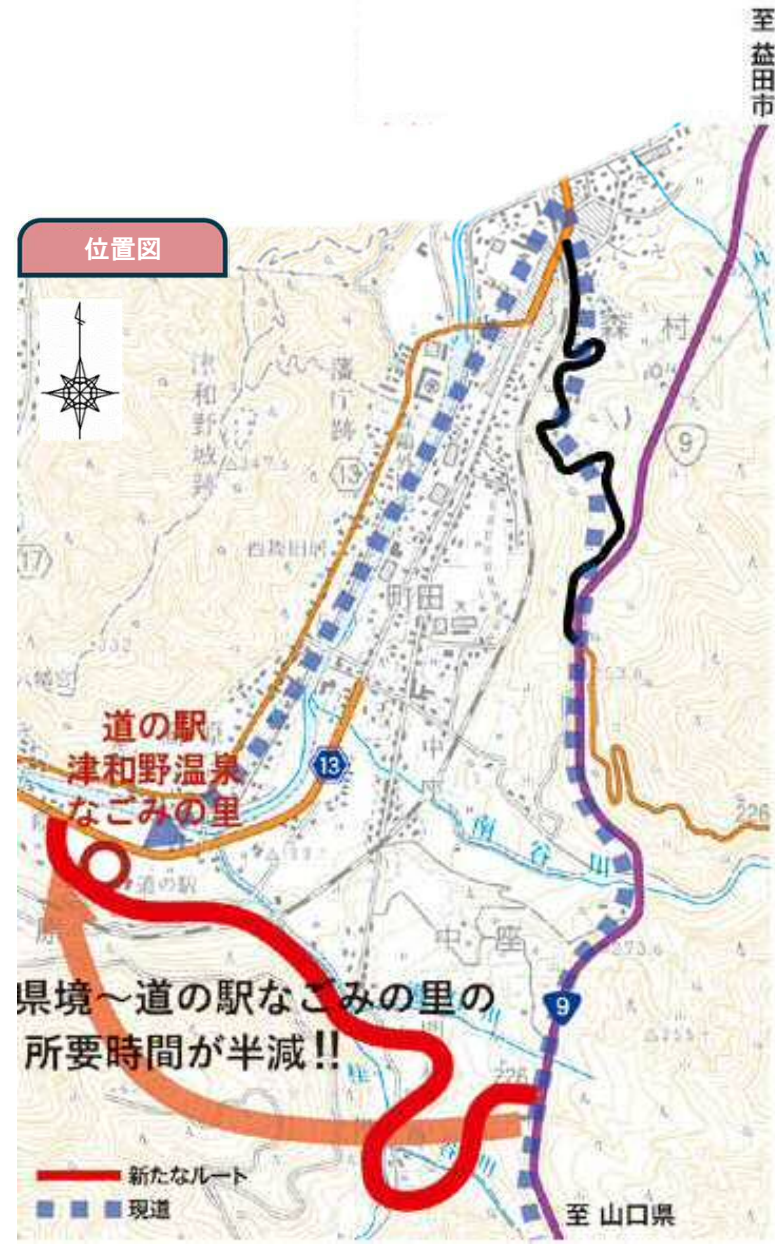 至 益田市
位置図
森村
9
津和野城跡
藩庁跡
13
17
町田
道の駅
津和野温泉
なごみの里
13
226
南谷川
道の駅
中座
273.6
県境～道の駅なごみの里の
所要時間が半減!!
9
226
新たなルート
現道
至 山口県